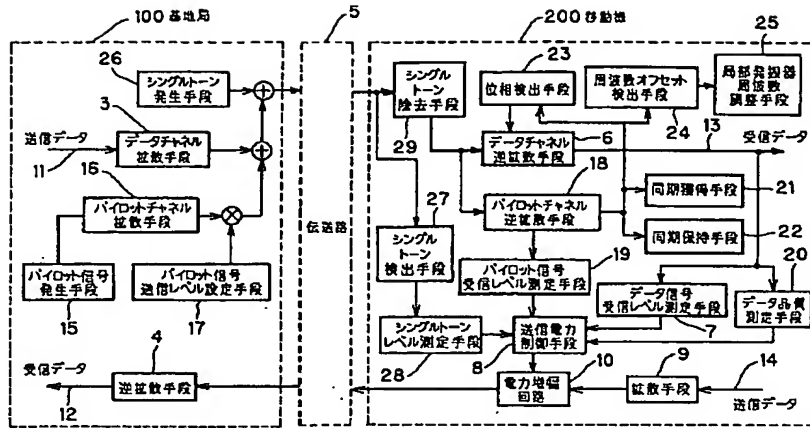 100 基地局
5
200 移動機
26
シングルトーン
発生手段
3
送信データ
11
データチャネル
拡散手段
16
パイロットチャネル
拡散手段
パイロット信号
発生手段
15
パイロット信号
送信レベル設定手段
17
受信データ
12
4
逆拡散手段
伝送路
シングル
トーン
除去手段
29
23
位相検出手段
周波数オフセット
検出手段
24
25
局部発振器
周波数
調整手段
6
データチャネル
逆拡散手段
13
受信データ
18
パイロットチャネル
逆拡散手段
21
同期獲得手段
22
同期保持手段
27
シングル
トーン
検出手段
19
パイロット信号
受信レベル測定手段
20
データ信号
受信レベル測定手段
7
データ品質
測定手段
シングルトーン
レベル測定手段
28
送信電力
制御手段
8
10
電力増幅
回路
9
拡散手段
14
送信データ